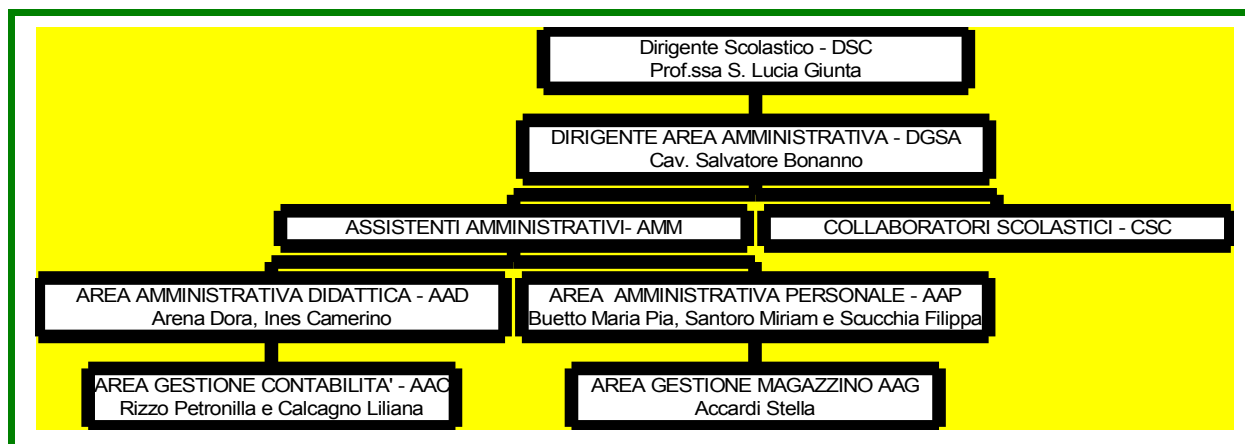 Dirigente Scolastico - DSC
Prof.ssa S. Lucia Giunta
DIRIGENTE AREA AMMINISTRATIVA - DGSA
Cav. Salvatore Bonanno
ASSISTENTI AMMINISTRATIVI- AMM
COLLABORATORI SCOLASTICI - CSC
AREA AMMINISTRATIVA DIDATTICA - AAD
Arena Dora, Ines Camerino
AREA  AMMINISTRATIVA PERSONALE - AAP
Buetto Maria Pia, Santoro Miriam e Scucchia Filippa
AREA GESTIONE CONTABILITA' - AAC
Rizzo Petronilla e Calcagno Liliana
AREA GESTIONE MAGAZZINO AAG
Accardi Stella